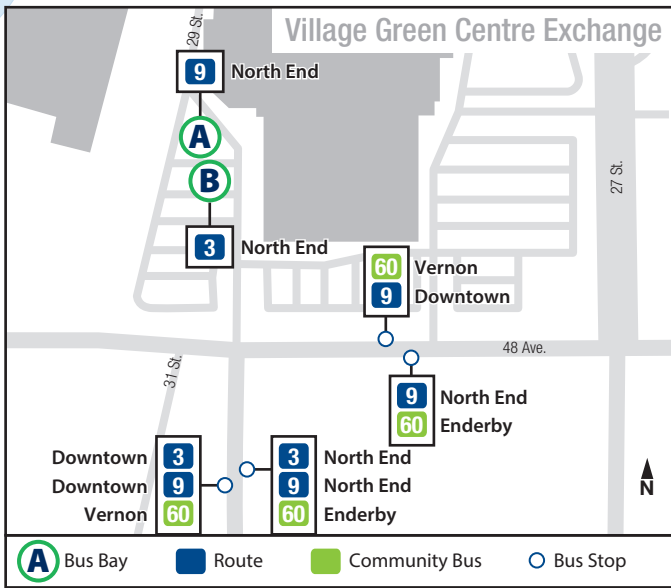 Village Green Centre Exchange
29 St.
9 North End
A
B
27 St.
3 North End
60 Vernon
9 Downtown
48 Ave.
31 St.
9 North End
60 Enderby
Downtown 3
Downtown 9
Vernon 60
3 North End
9 North End
60 Enderby
N
A Bus Bay Route Community Bus Bus Stop